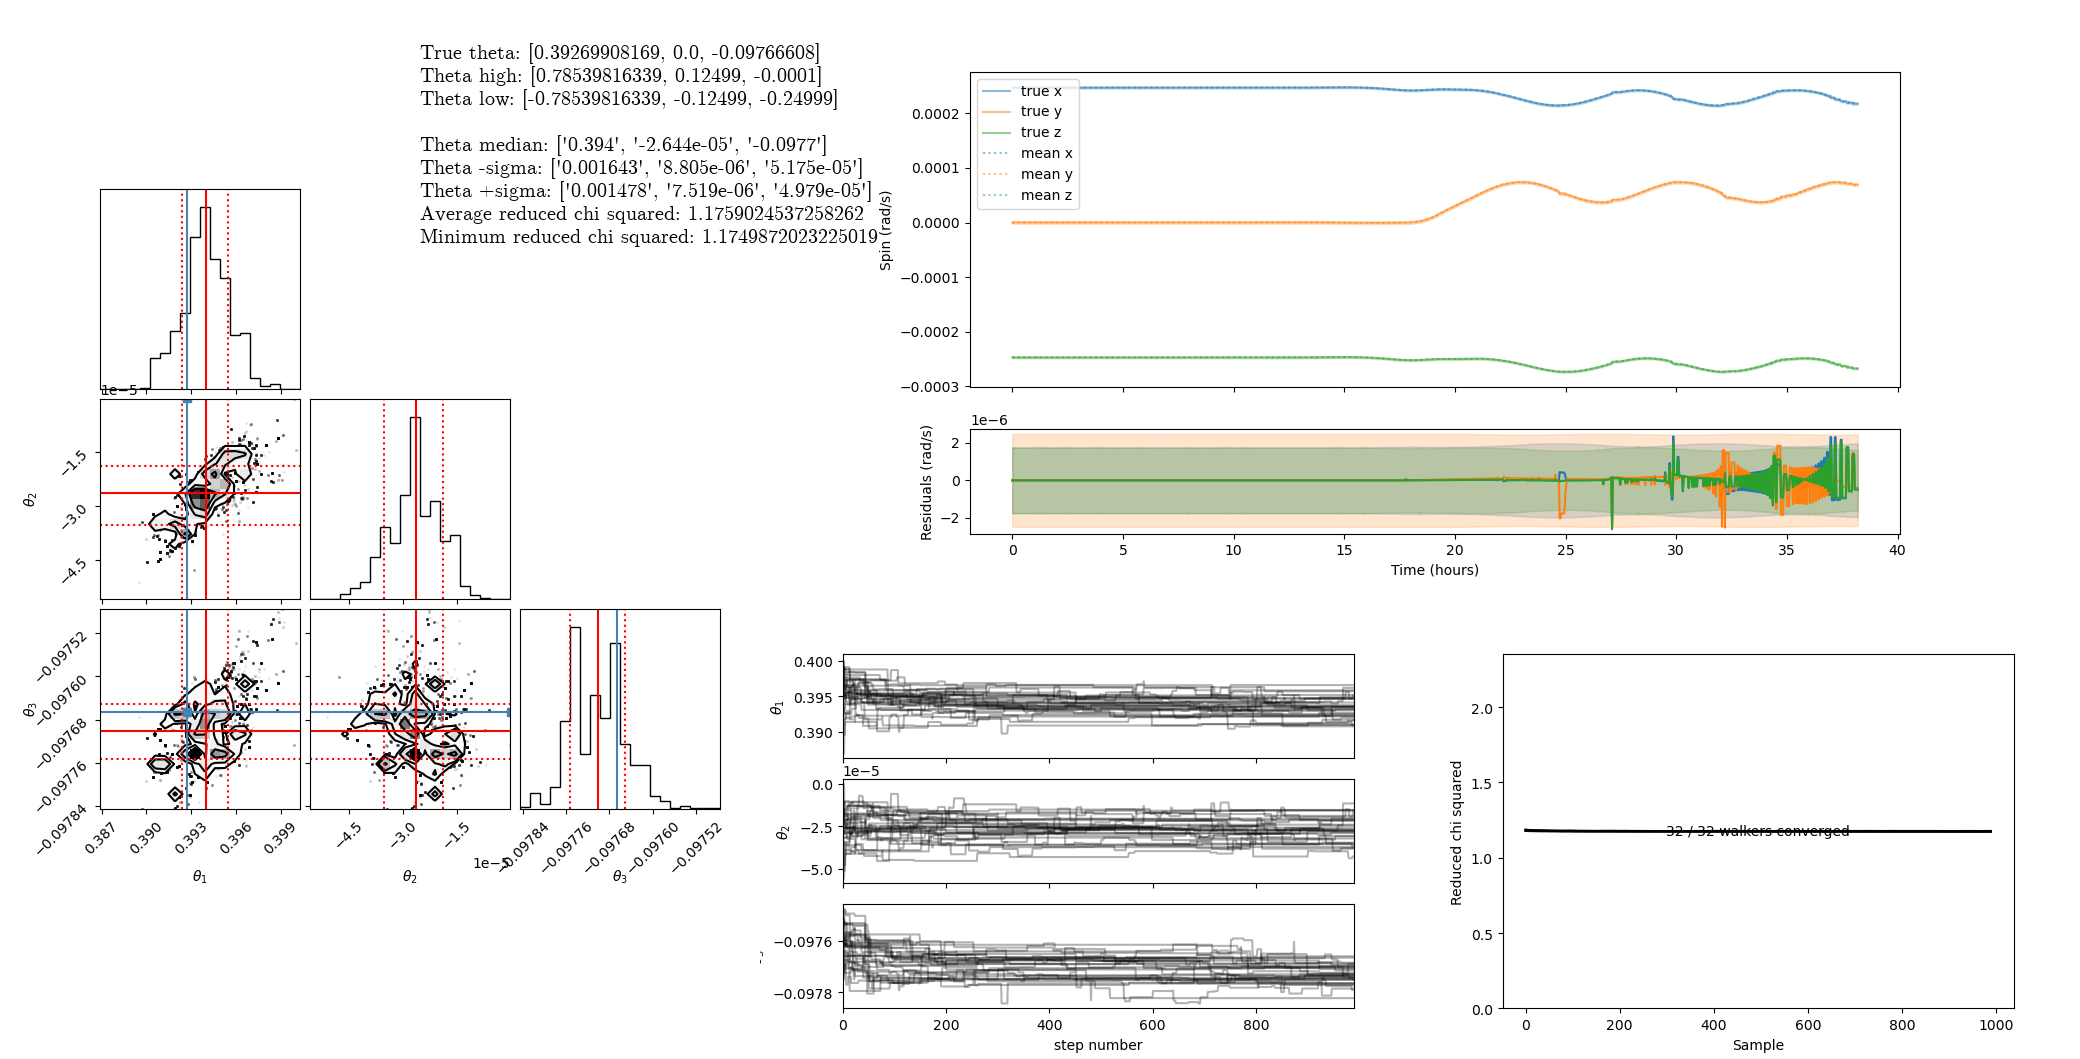 True theta: [0.39269908169, 0.0, -0.09766608]
Theta high: [0.78539816339, 0.12499, -0.0001]
Theta low: [-0.78539816339, -0.12499, -0.24999]
Theta median: ['0.394', '-2.644e-05', '-0.0977']
Theta -sigma: ['0.001643', '8.805e-06', '5.175e-05']
Theta +sigma: ['0.001478', '7.519e-06', '4.979e-05']
Average reduced chi squared: 1.1759024537258262
Minimum reduced chi squared: 1.1749872023225019
1e−5
θ2
−1.5
−3.0
−4.5
θ3
−0.09752
−0.09760
−0.09768
−0.09776
−0.09784
0.387 0.390 0.393 0.396 0.399
θ1
−4.5 −3.0 −1.5
1e−5
θ2
−0.09784 −0.09776 −0.09768 −0.09760 −0.09752
θ3
true x
true y
true z
mean x
mean y
mean z
Spin (rad/s)
0.0002
0.0001
0.0000
−0.0001
−0.0002
−0.0003
1e−6
Residuals (rad/s)
2
0
−2
0 5 10 15 20 25 30 35 40
Time (hours)
θ1
0.400
0.395
0.390
1e−5
θ2
0.0
−2.5
−5.0
−0.0976
−0.0978
0 200 400 600 800
step number
Reduced chi squared
2.0
1.5
1.0
0.5
0.0
32 / 32 walkers converged
0 200 400 600 800 1000
Sample